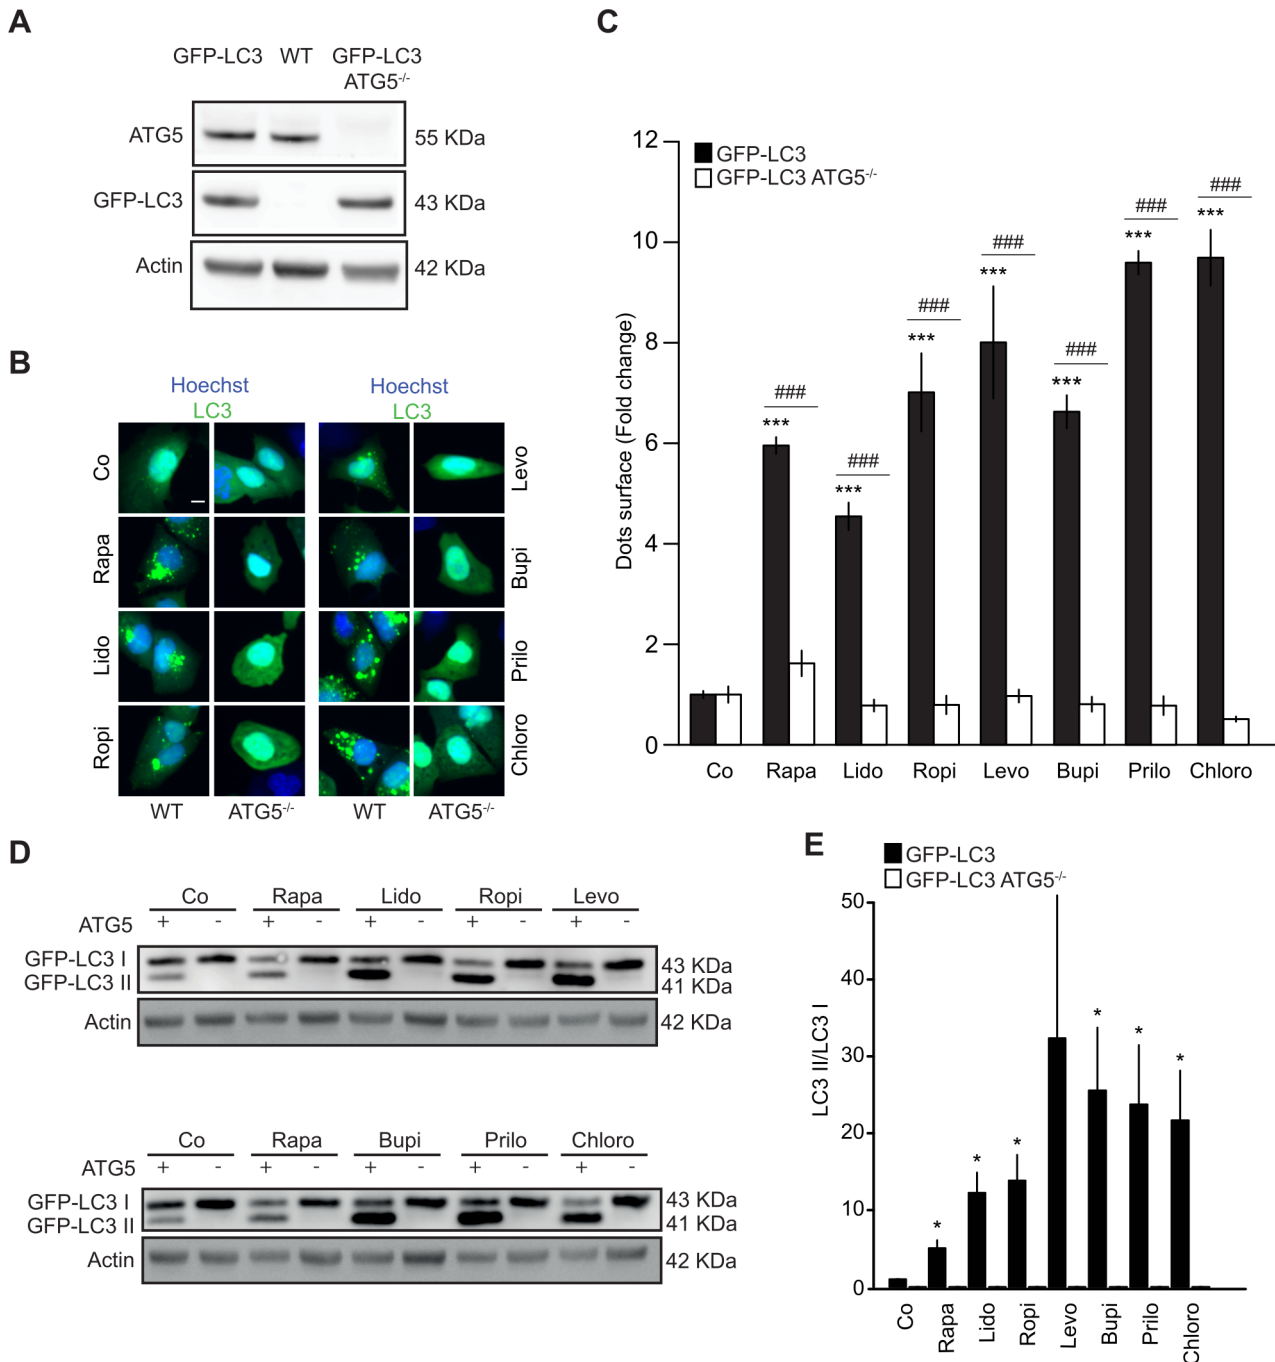 A
GFP-LC3 WT GFP-LC3
ATG5-/-
ATG5 55 KDa
GFP-LC3 43 KDa
Actin 42 KDa
B
Hoechst Hoechst
LC3 LC3
Co Levo
Rapa Bupi
Lido Prilo
Ropi Chloro
WT ATG5-/- WT ATG5-/-
C
GFP-LC3
GFP-LC3 ATG5-/-
Dots surface (Fold change)
12
10
8
6
4
2
0
### ### ### ### ### ### ###
*** *** *** *** *** *** ***
Co Rapa Lido Ropi Levo Bupi Prilo Chloro
D
Co Rapa Lido Ropi Levo
ATG5 + - + - + - + - + -
GFP-LC3 I 43 KDa
GFP-LC3 II 41 KDa
Actin 42 KDa
Co Rapa Bupi Prilo Chloro
ATG5 + - + - + - + - + -
GFP-LC3 I 43 KDa
GFP-LC3 II 41 KDa
Actin 42 KDa
E
GFP-LC3
GFP-LC3 ATG5-/-
LC3 II/LC3 I
50
40
30
20
10
0
* * * * * *
Co Rapa Lido Ropi Levo Bupi Prilo Chloro